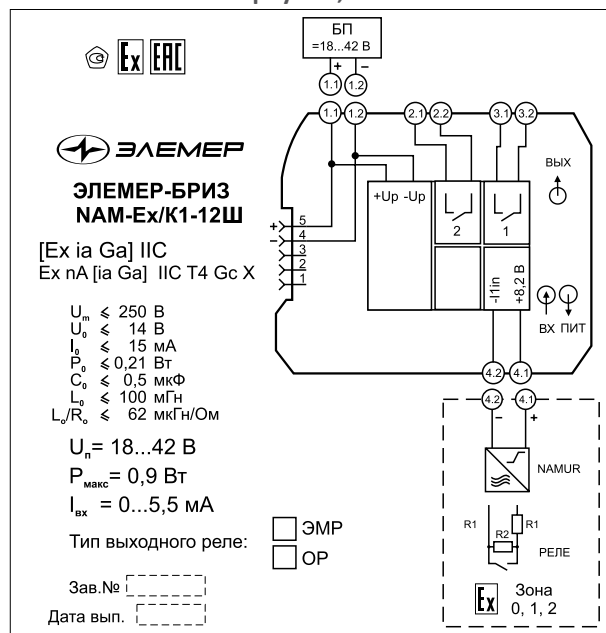 БП
=18...42 В
+ –
1.1 1.2
1.1 1.2 2.1 2.2 3.1 3.2
Ex EAC
ЭЛЕМЕР
ЭЛЕМЕР-БРИЗ
NAM-Ex/К1-12Ш
[Ex ia Ga] IIC
Ex nA [ia Ga] IIC T4 Gc X
Um ⩽ 250 В
U0 ⩽ 14 В
I0 ⩽ 15 мА
P0 ⩽ 0,21 Вт
C0 ⩽ 0,5 мкФ
L0 ⩽ 100 мГн
Lo/Ro ⩽ 62 мкГн/Ом
Uп= 18...42 В
Pмакс= 0,9 Вт
Iвх = 0...5,5 мА
Тип выходного реле:
ЭМР
ОР
Зав.№
Дата вып.
+ 5
– 4
3
2
1
+Up -Up
2
1
-I1in
+8,2 В
ВЫХ
ВХ ПИТ
4.2 4.1
4.2 4.1
– +
NAMUR
R1
R1
R2
РЕЛЕ
Ex
Зона
0, 1, 2